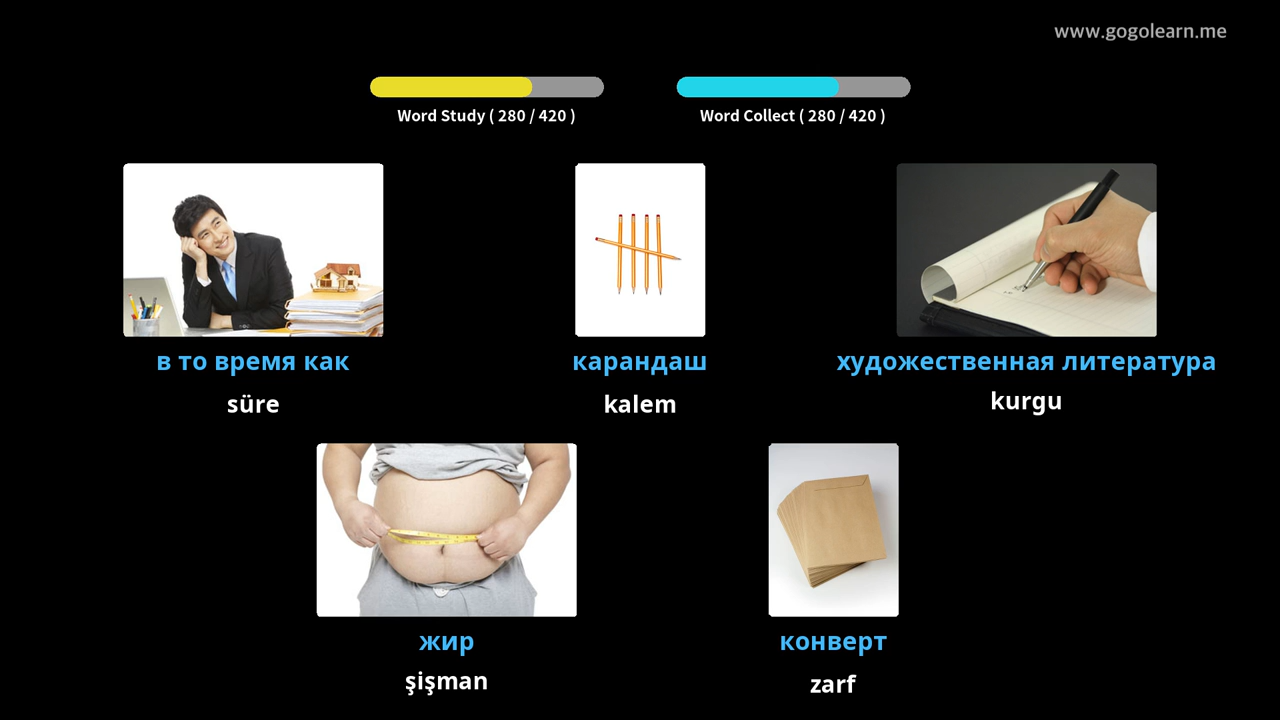 www.gogolearn.me
Word Study ( 280 / 420 )
Word Collect ( 280 / 420 )
в то время как
süre
карандаш
kalem
художественная литература
kurgu
жир
şişman
конверт
zarf